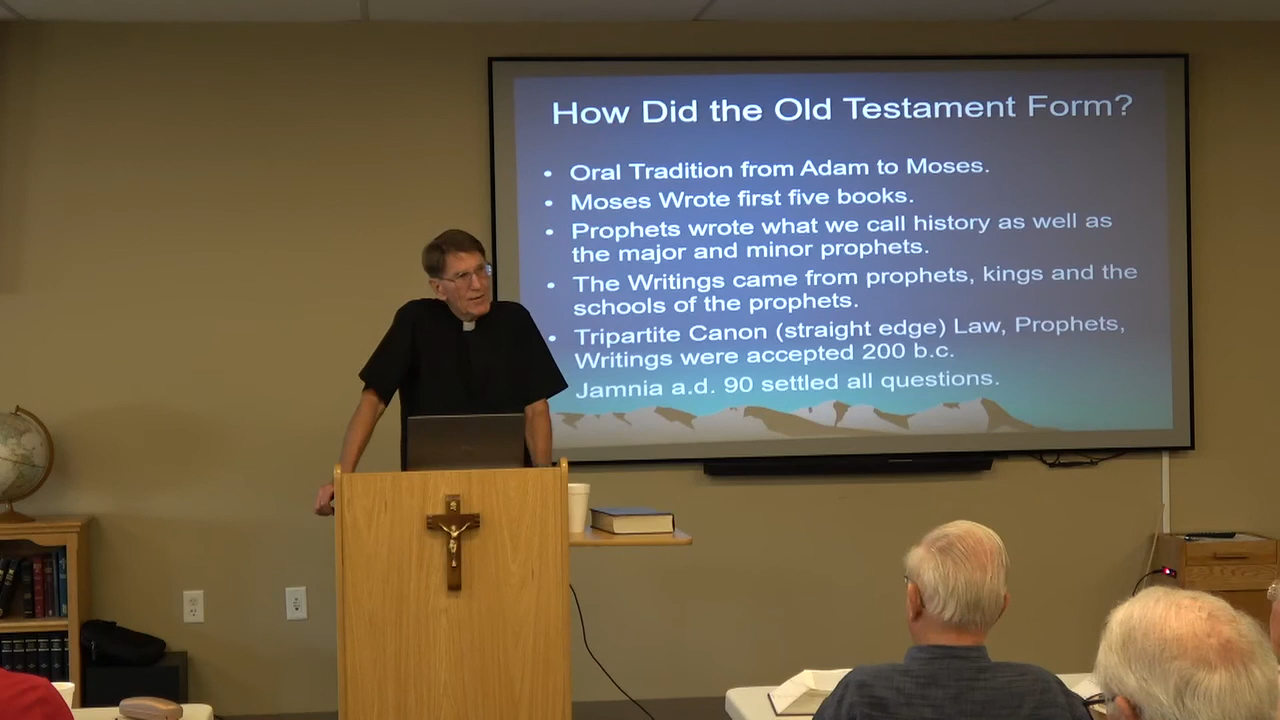 How Did the Old Testament Form?
• Oral Tradition from Adam to Moses.
• Moses Wrote first five books.
• Prophets wrote what we call history as well as
the major and minor prophets.
• The Writings came from prophets, kings and the
schools of the prophets.
• Tripartite Canon (straight edge) Law, Prophets,
Writings were accepted 200 b.c.
Jamnia a.d. 90 settled all questions.